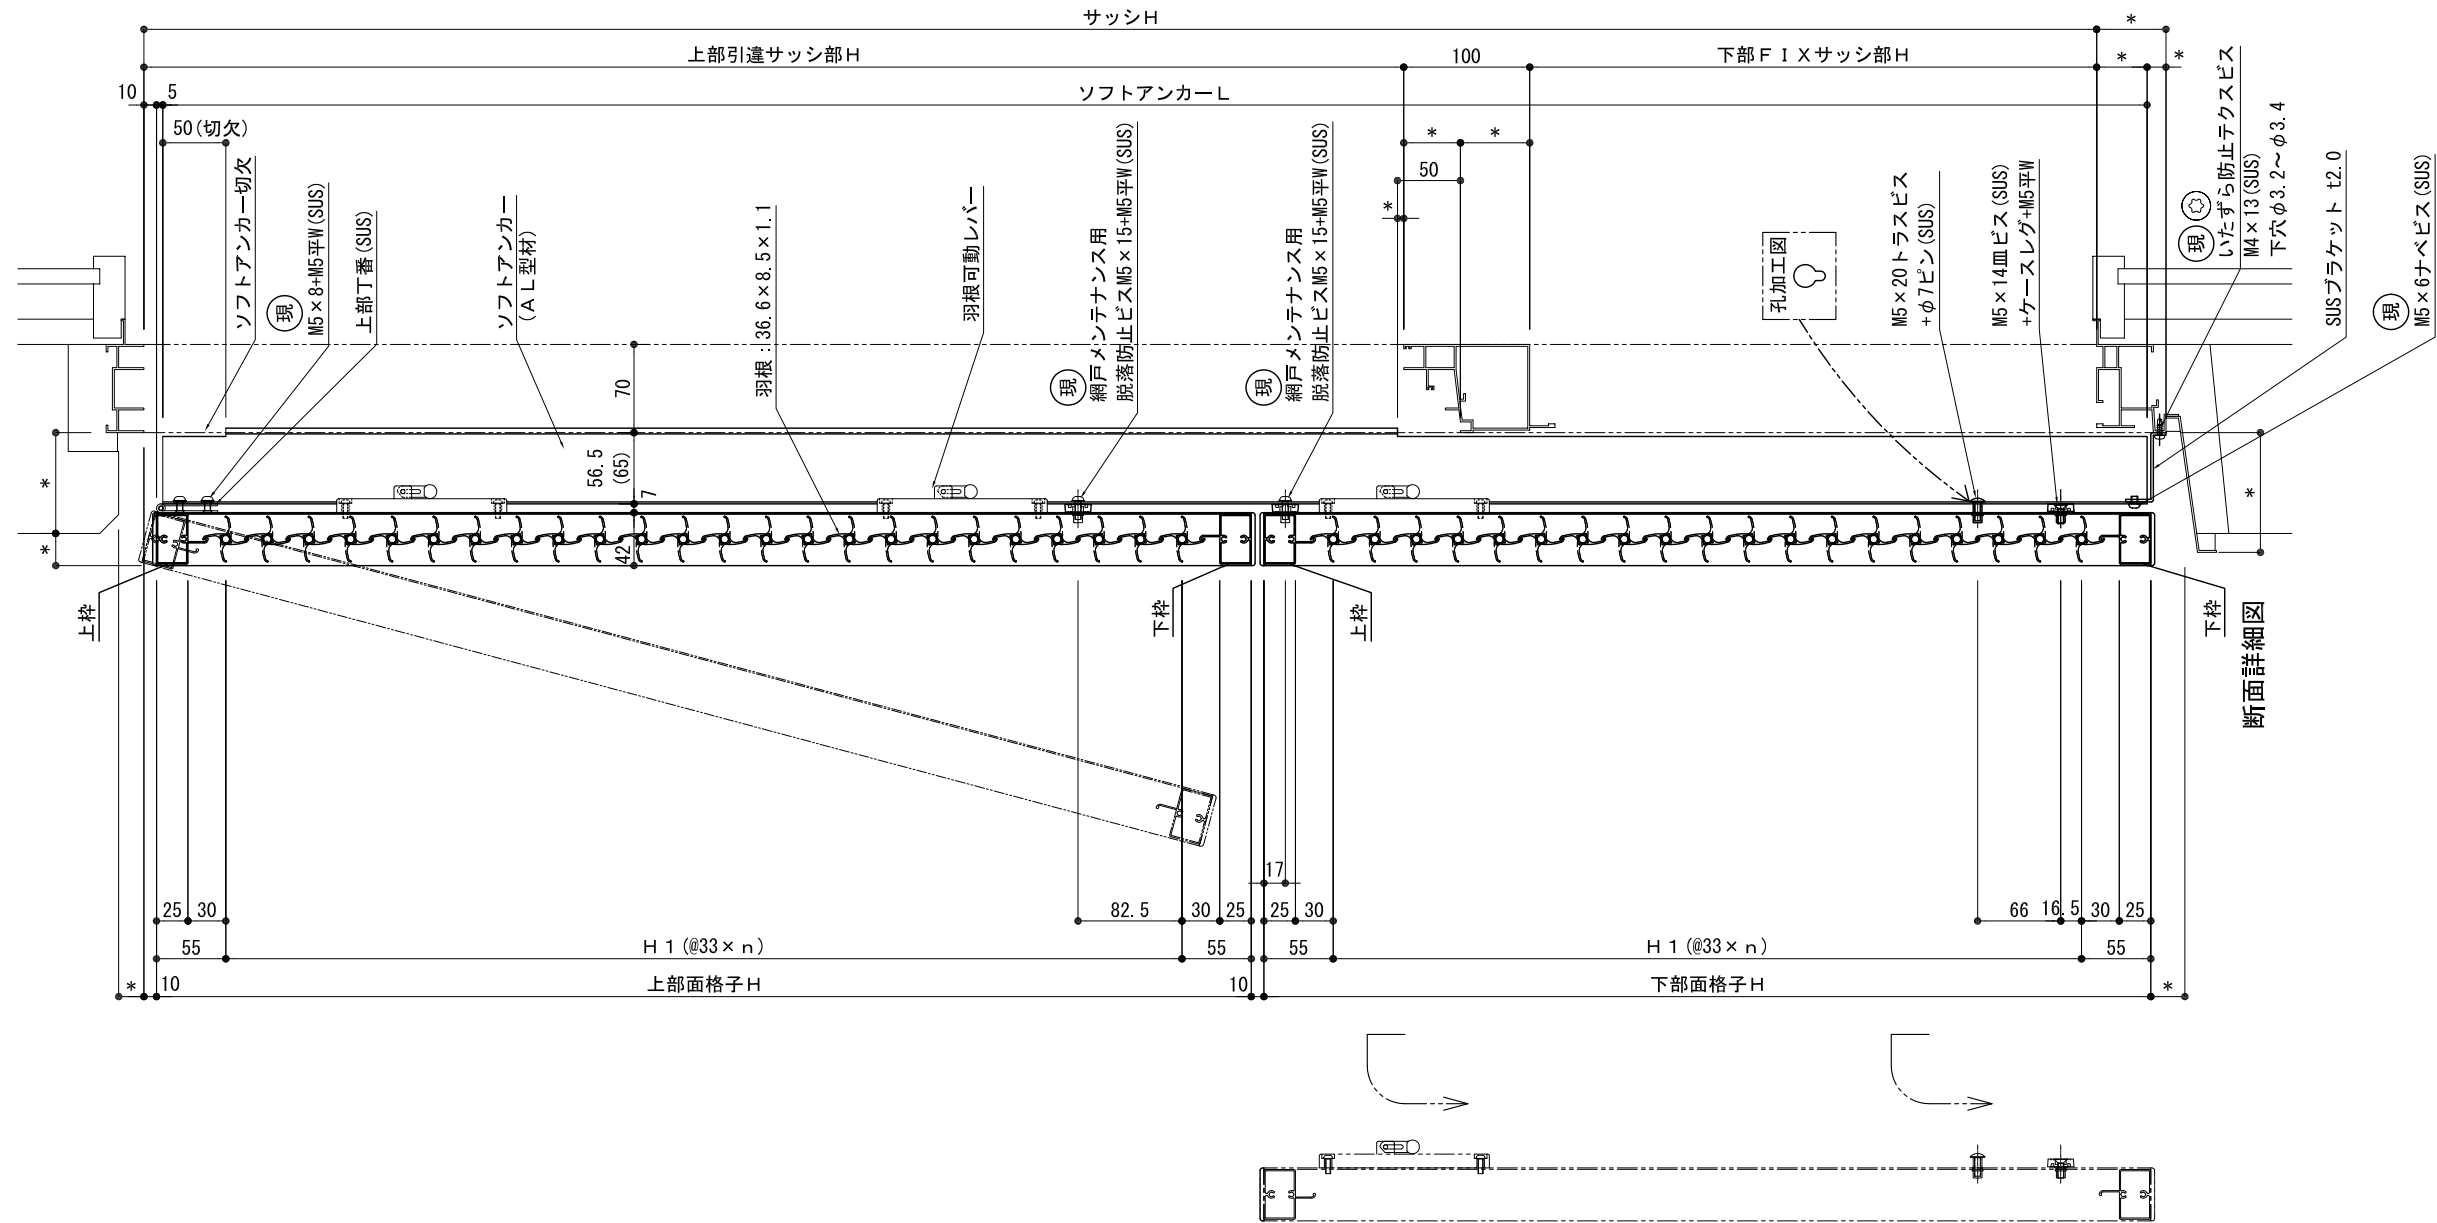 サッシＨ
*
上部引違サッシ部Ｈ
100
下部ＦＩＸサッシ部Ｈ
*
*
10
5
ソフトアンカーＬ
50(切欠)
*
*
50
*
ソフトアンカー切欠
現
M5×8+M5平W(SUS)
上部丁番(SUS)
ソフトアンカー
(ＡＬ型材)
羽根：36.6×8.5×1.1
羽根可動レバー
現
網戸メンテナンス用
脱落防止ビスM5×15+M5平W(SUS)
現
網戸メンテナンス用
脱落防止ビスM5×15+M5平W(SUS)
孔加工図
M5×20トラスビス
+φ7ピン(SUS)
M5×14皿ビス(SUS)
+ケースレグ+M5平W
現
いたずら防止テクスビス
M4×13(SUS)
下穴φ3.2～φ3.4
SUSブラケット t2.0
現
M5×6ナベビス(SUS)
70
56.5
(65)
7
42
*
*
*
上枠
下枠
上枠
下枠
断面詳細図
17
25
30
82.5
30
25
25
30
66
16.5
30
25
55
Ｈ１(@33×ｎ)
55
55
Ｈ１(@33×ｎ)
55
*
10
上部面格子Ｈ
10
下部面格子Ｈ
*